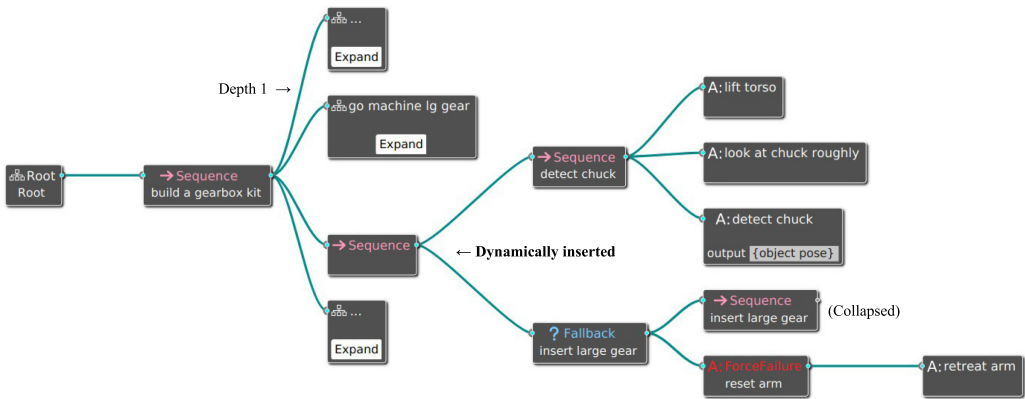 Root
Root
Sequence
build a gearbox kit
Depth 1 →
...
Expand
go machine lg gear
Expand
Sequence
...
Expand
← Dynamically inserted
Sequence
detect chuck
? Fallback
insert large gear
A: lift torso
A: look at chuck roughly
A: detect chuck
output {object pose}
Sequence
insert large gear
(Collapsed)
A: ForceFailure
reset arm
A: retreat arm